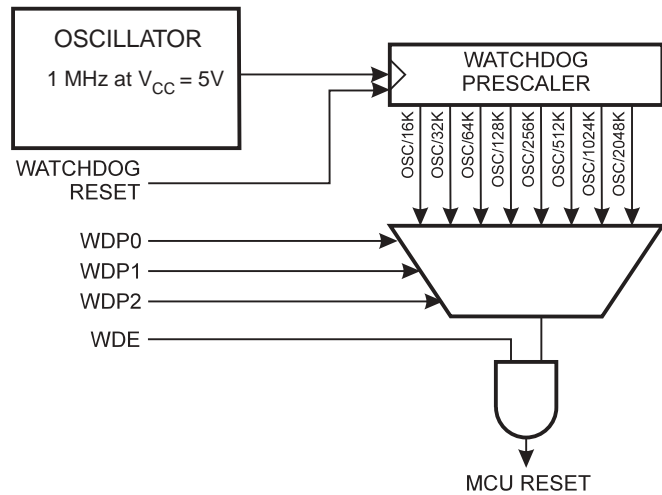 OSCILLATOR
1 MHz at VCC = 5V
WATCHDOG
PRESCALER
OSC/16K
OSC/32K
OSC/64K
OSC/128K
OSC/256K
OSC/512K
OSC/1024K
OSC/2048K
WATCHDOG
RESET
WDP0
WDP1
WDP2
WDE
MCU RESET